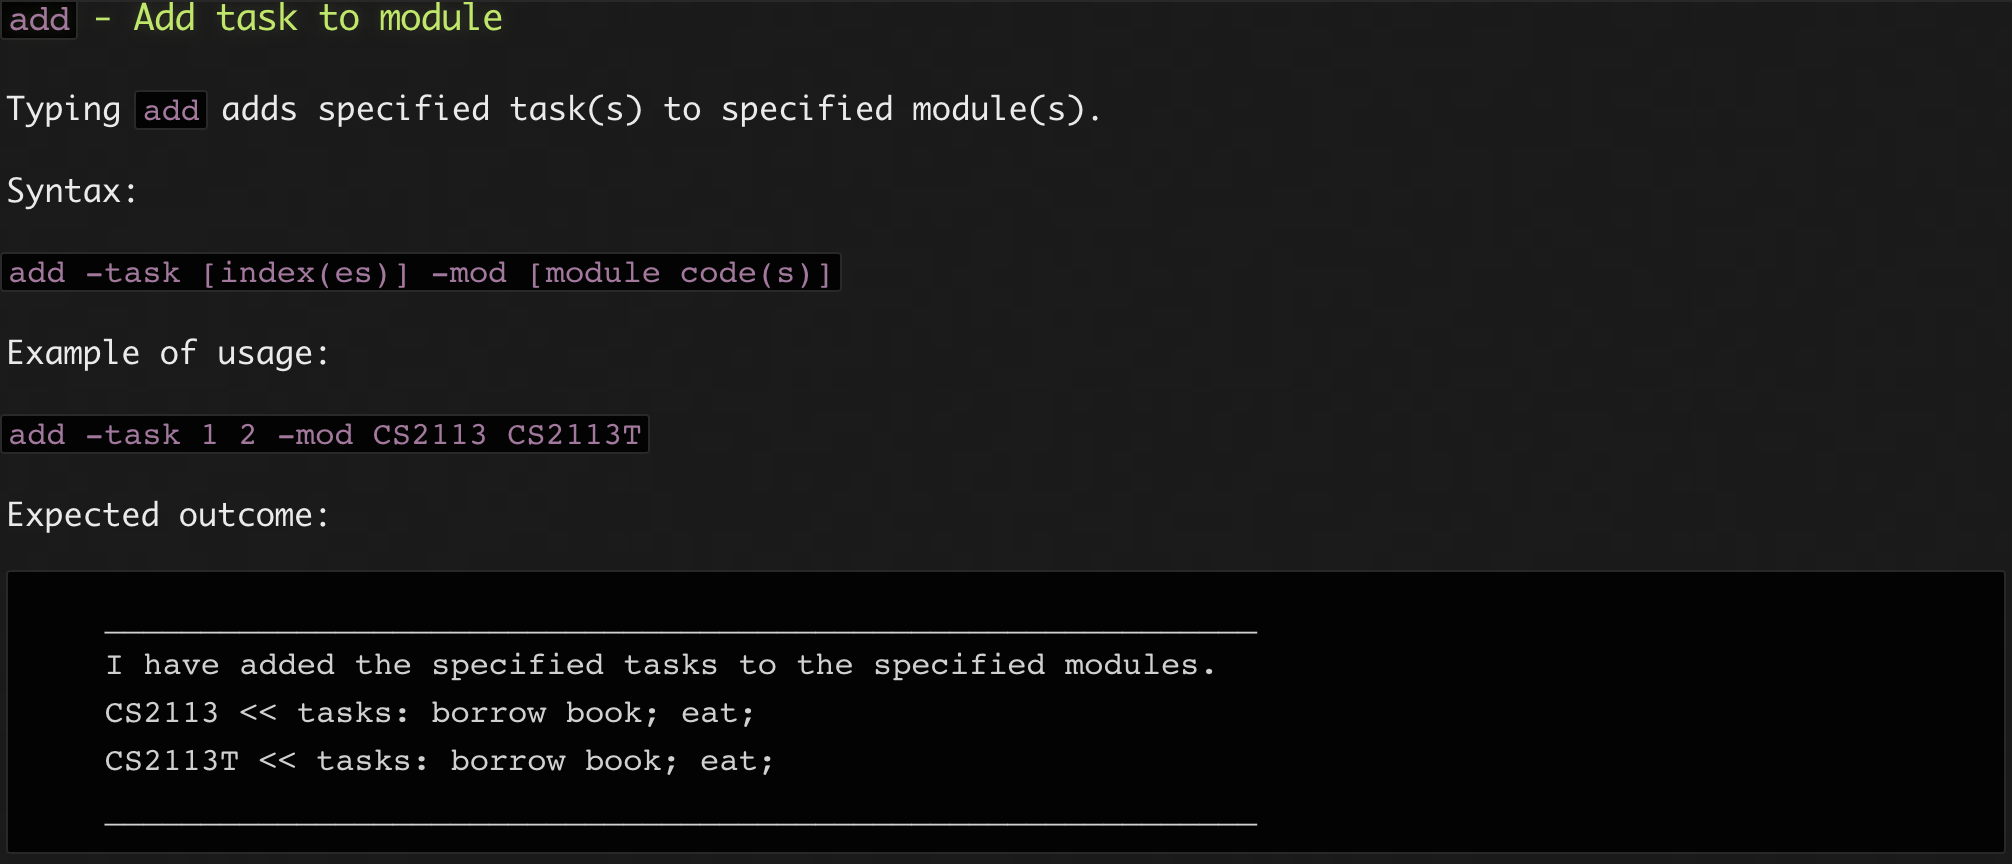 add - Add task to module
Typing add adds specified task(s) to specified module(s).
Syntax:
add -task [index(es)] -mod [module code(s)]
Example of usage:
add -task 1 2 -mod CS2113 CS2113T
Expected outcome:
I have added the specified tasks to the specified modules.
CS2113 << tasks: borrow book; eat;
CS2113T << tasks: borrow book; eat;